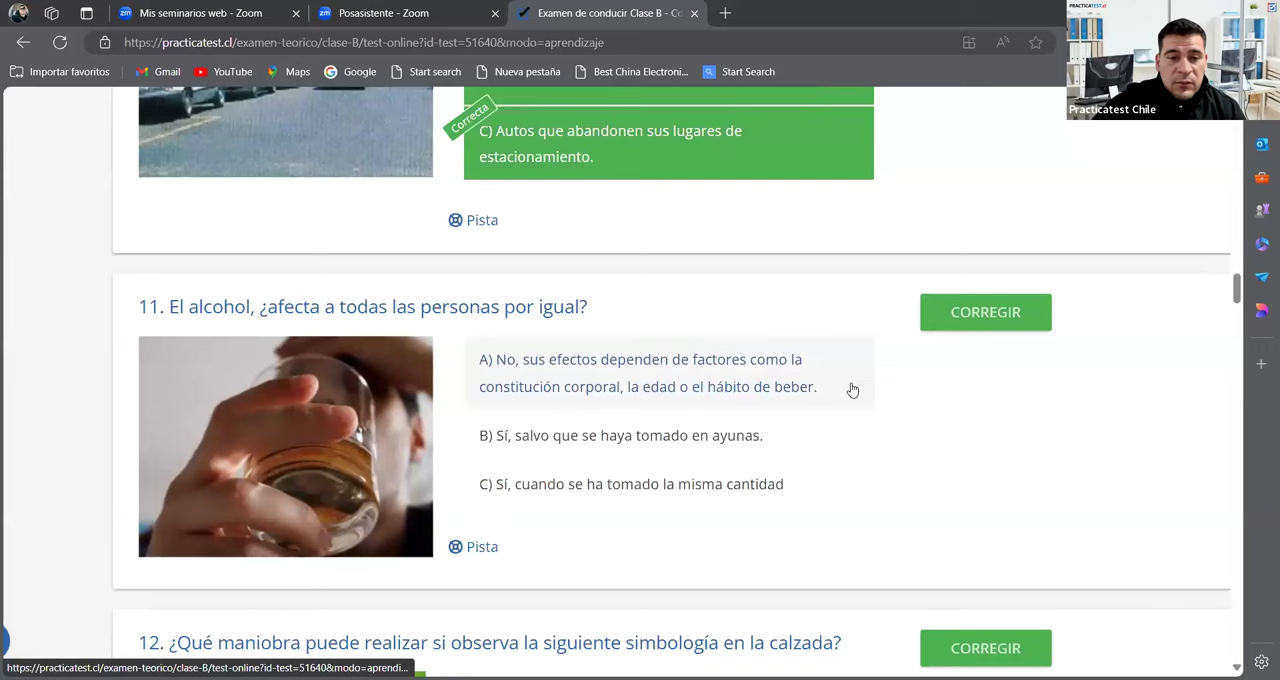 Mis seminarios web - Zoom
Posasistente - Zoom
Examen de conducir Clase B - Co
https://practicatest.cl/examen-teorico/clase-B/test-online?id-test=51640&modo=aprendizaje
Importar favoritos
Gmail
YouTube
Maps
Google
Start search
Nueva pestaña
Best China Electroni...
Start Search
PRACTICATEST.cl
Practicatest Chile
Correcta
C) Autos que abandonen sus lugares de
estacionamiento.
Pista
11. El alcohol, ¿afecta a todas las personas por igual?
CORREGIR
A) No, sus efectos dependen de factores como la
constitución corporal, la edad o el hábito de beber.
B) Sí, salvo que se haya tomado en ayunas.
C) Sí, cuando se ha tomado la misma cantidad
Pista
12. ¿Qué maniobra puede realizar si observa la siguiente simbología en la calzada?
CORREGIR
https://practicatest.cl/examen-teorico/clase-B/test-online?id-test=51640&modo=aprendi...